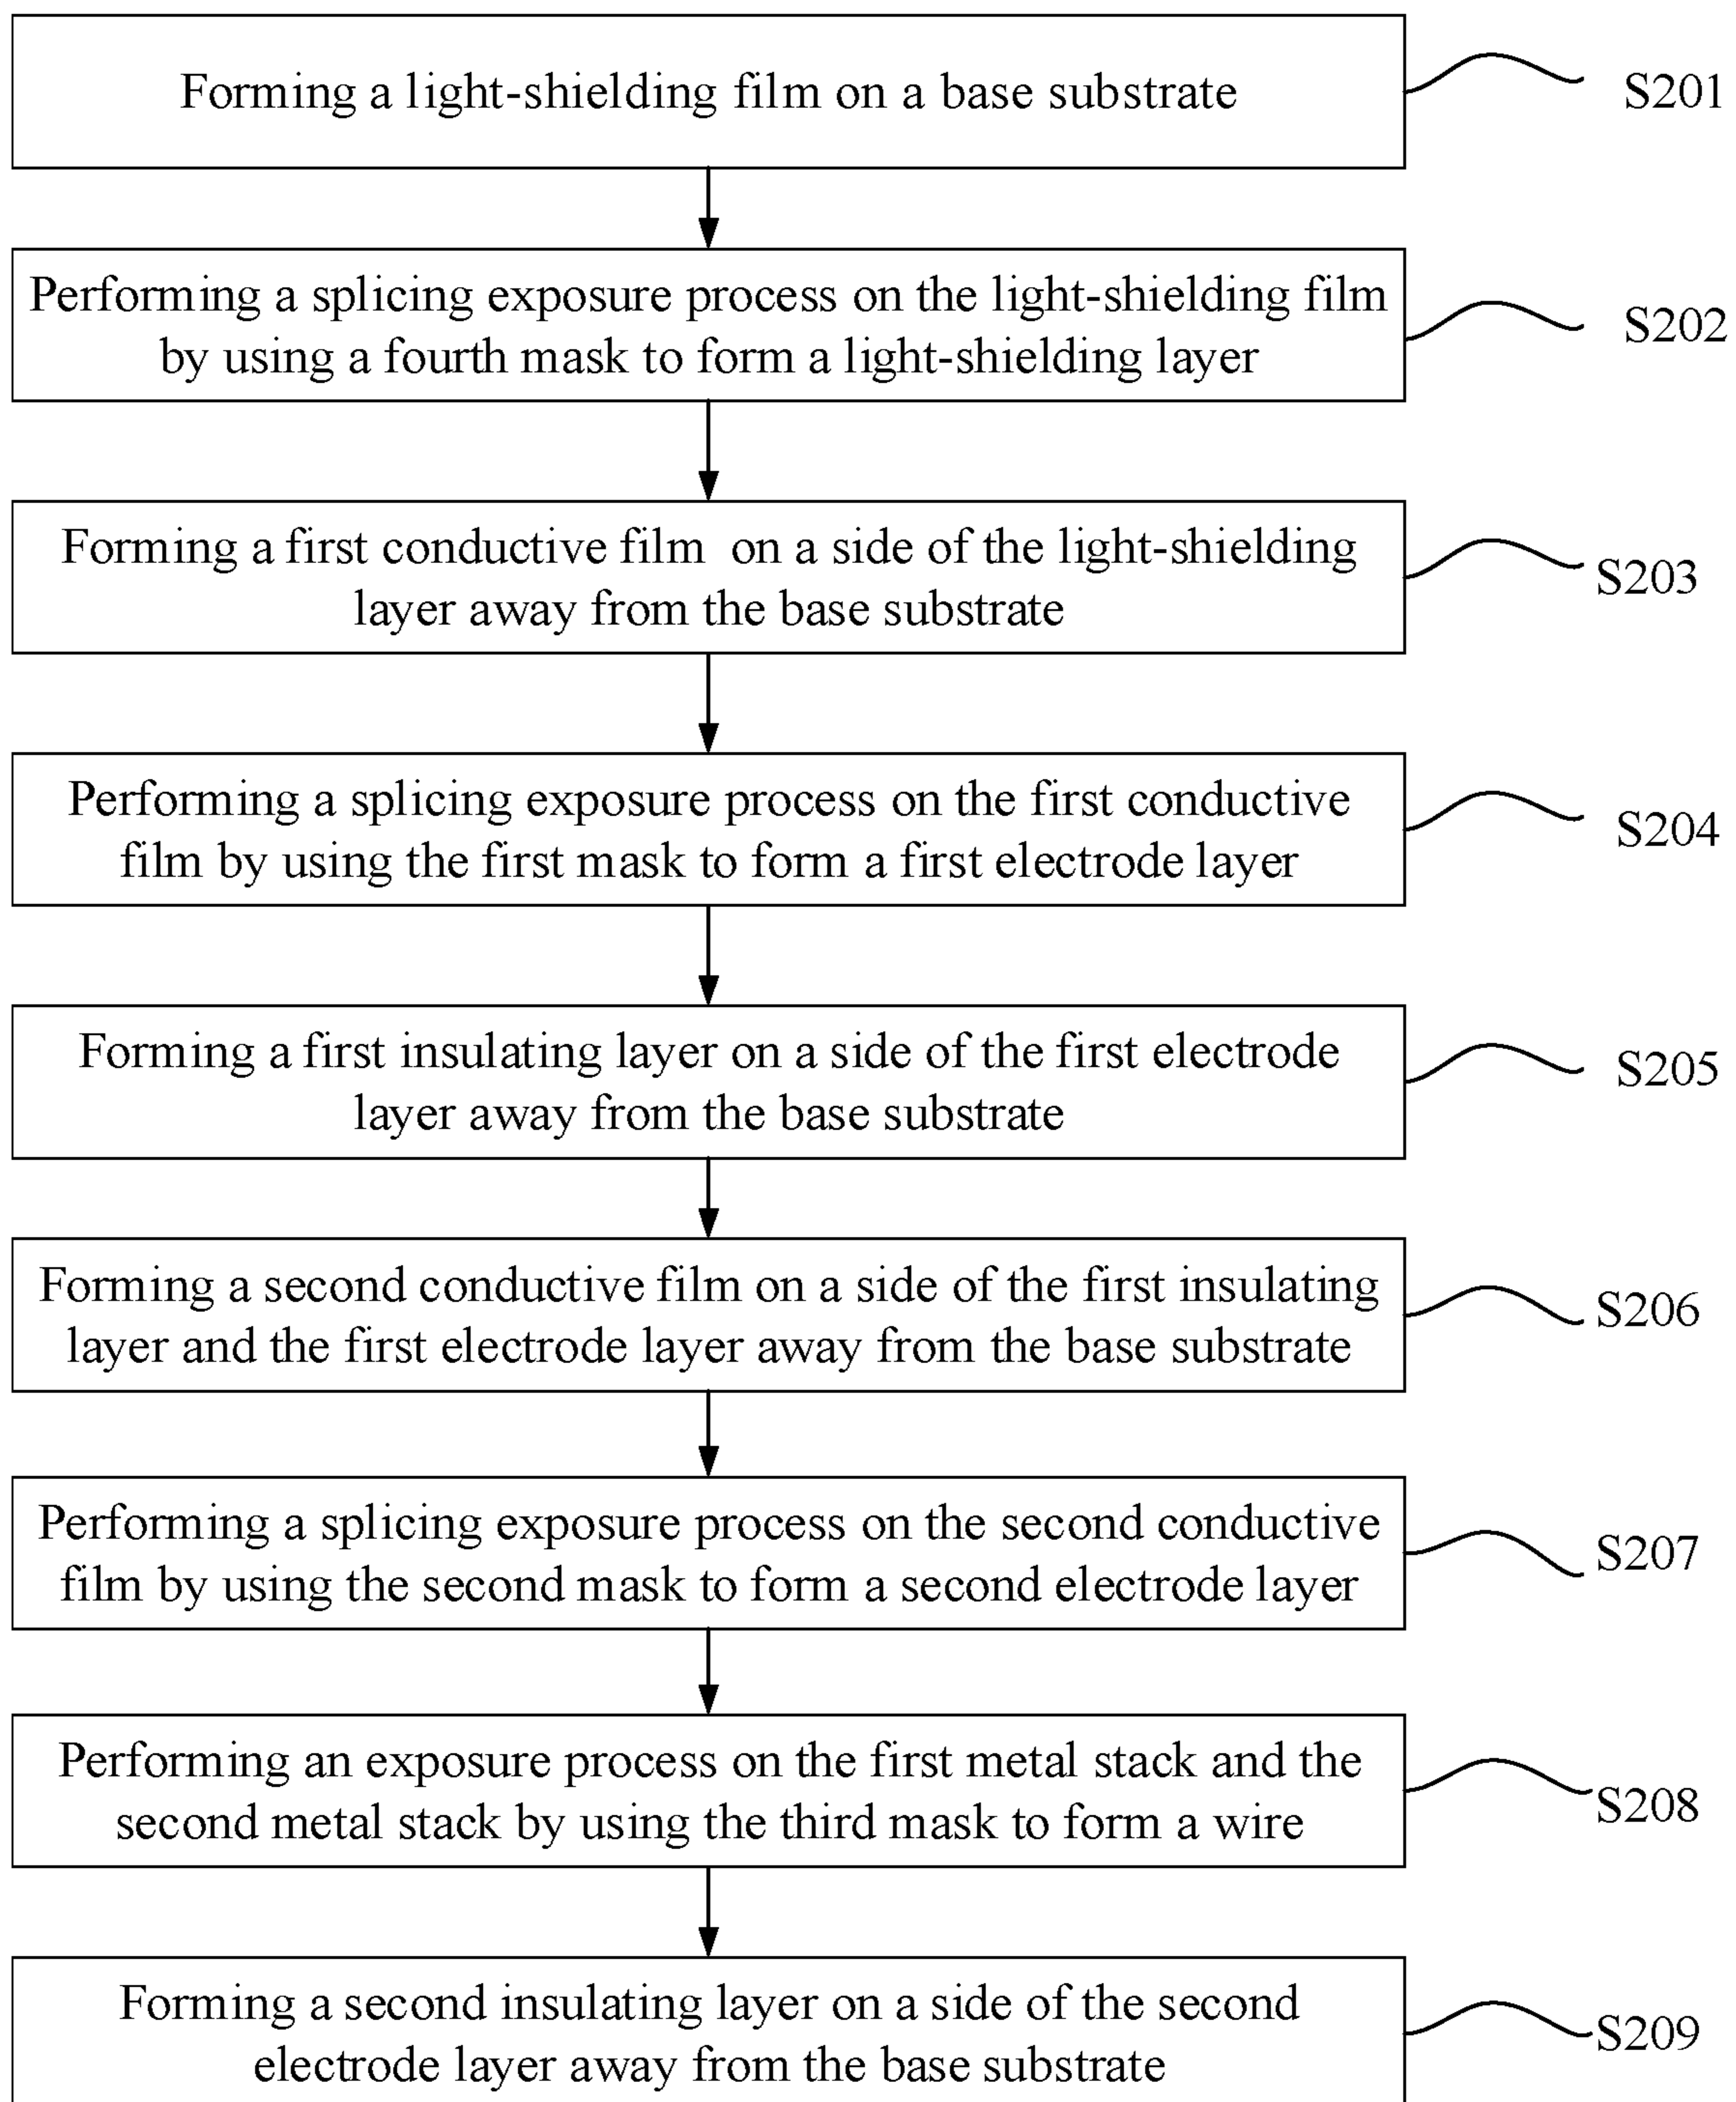 Forming a light-shielding film on a base substrate
S201
Performing a splicing exposure process on the light-shielding film
by using a fourth mask to form a light-shielding layer
S202
Forming a first conductive film on a side of the light-shielding
layer away from the base substrate
S203
Performing a splicing exposure process on the first conductive
film by using the first mask to form a first electrode layer
S204
Forming a first insulating layer on a side of the first electrode
layer away from the base substrate
S205
Forming a second conductive film on a side of the first insulating
layer and the first electrode layer away from the base substrate
S206
Performing a splicing exposure process on the second conductive
film by using the second mask to form a second electrode layer
S207
Performing an exposure process on the first metal stack and the
second metal stack by using the third mask to form a wire
S208
Forming a second insulating layer on a side of the second
electrode layer away from the base substrate
S209